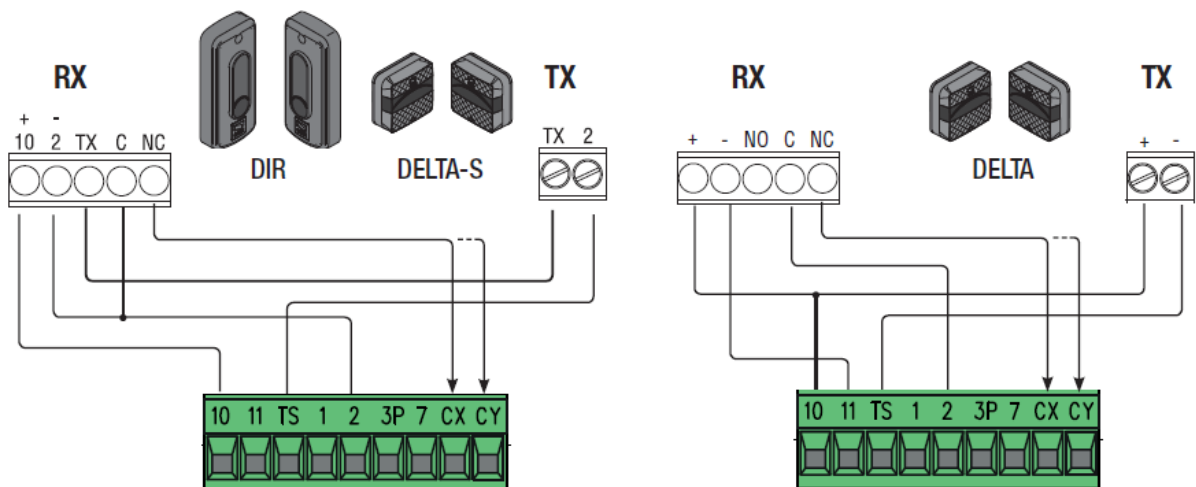 RX
TX
+ -
10 2 TX C NC
TX 2
DIR
DELTA-S
10 11 TS 1 2 3P 7 CX CY
RX
TX
+ - NO C NC
+ -
DELTA
10 11 TS 1 2 3P 7 CX CY